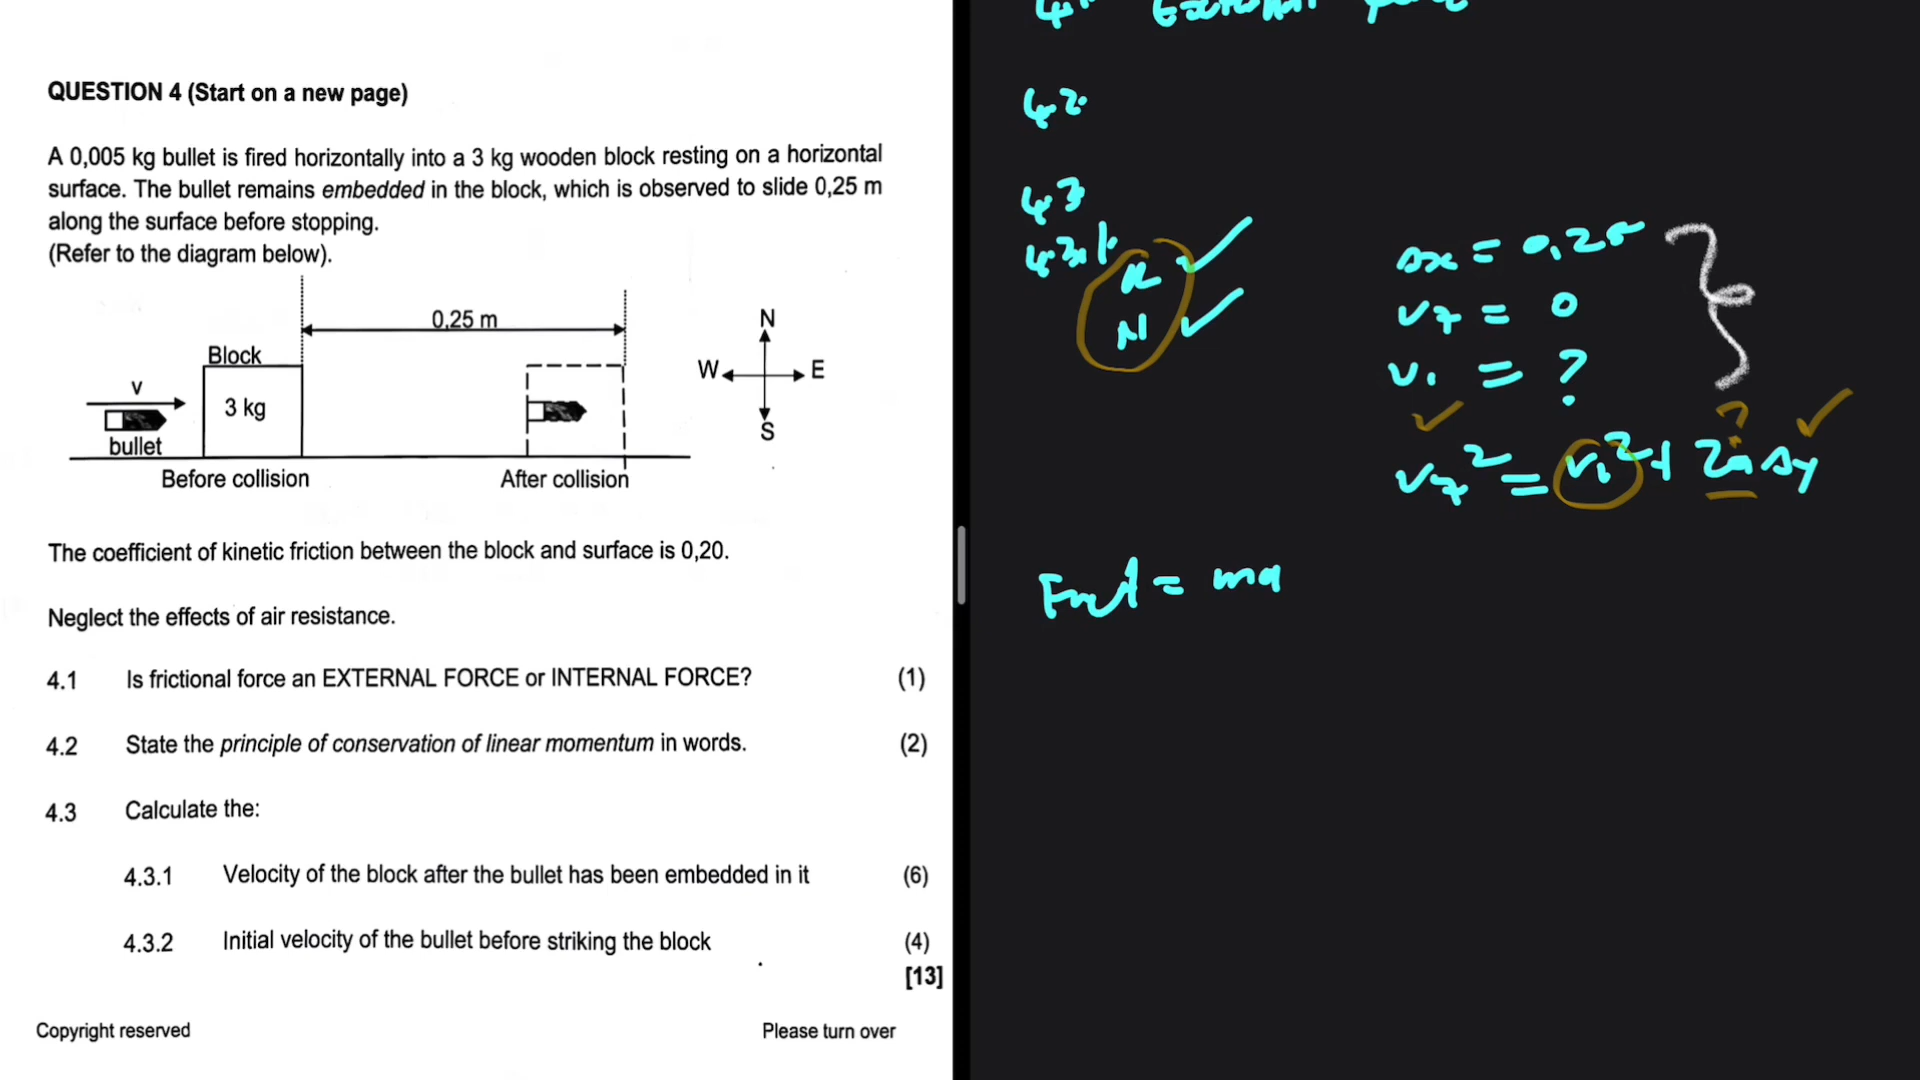 QUESTION 4 (Start on a new page)
A 0,005 kg bullet is fired horizontally into a 3 kg wooden block resting on a horizontal
surface. The bullet remains embedded in the block, which is observed to slide 0,25 m
along the surface before stopping.
(Refer to the diagram below).
0,25 m
Block
v
3 kg
bullet
Before collision
After collision
N
W
E
S
The coefficient of kinetic friction between the block and surface is 0,20.
Neglect the effects of air resistance.
4.1 Is frictional force an EXTERNAL FORCE or INTERNAL FORCE? (1)
4.2 State the principle of conservation of linear momentum in words. (2)
4.3 Calculate the:
4.3.1 Velocity of the block after the bullet has been embedded in it (6)
4.3.2 Initial velocity of the bullet before striking the block (4)
[13]
Copyright reserved Please turn over
4.2
4.3
4.3.1
N
Δx = 0,25
vf = 0
vi = ?
?
vf² = vi² + 2aΔy
Fnet = ma